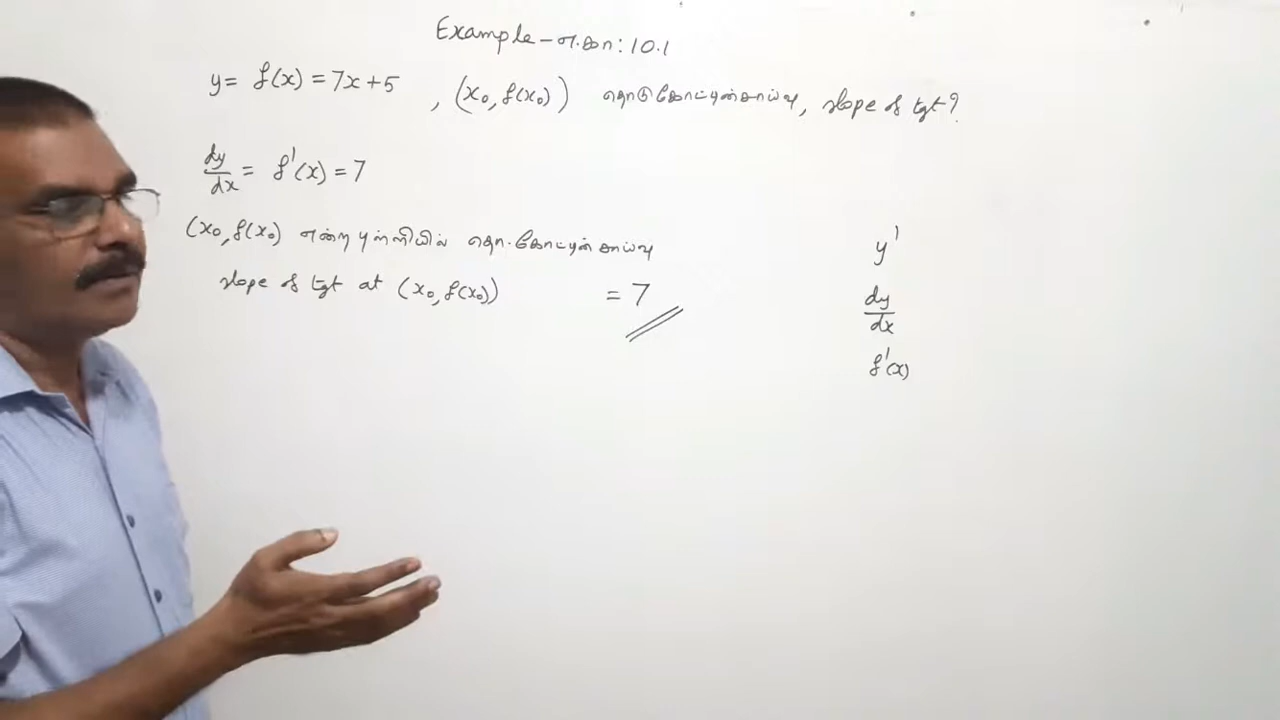 Example – எ.கா : 10.1
y = f(x) = 7x + 5 , (x₀, f(x₀)) தொடுகோட்டின் சாய்வு, slope of tgt?
dy/dx = f'(x) = 7
(x₀, f(x₀) என்ற புள்ளியில் தொ.கோட்டின் சாய்வு
slope of tgt at (x₀, f(x₀)) = 7
y'
dy/dx
f'(x)